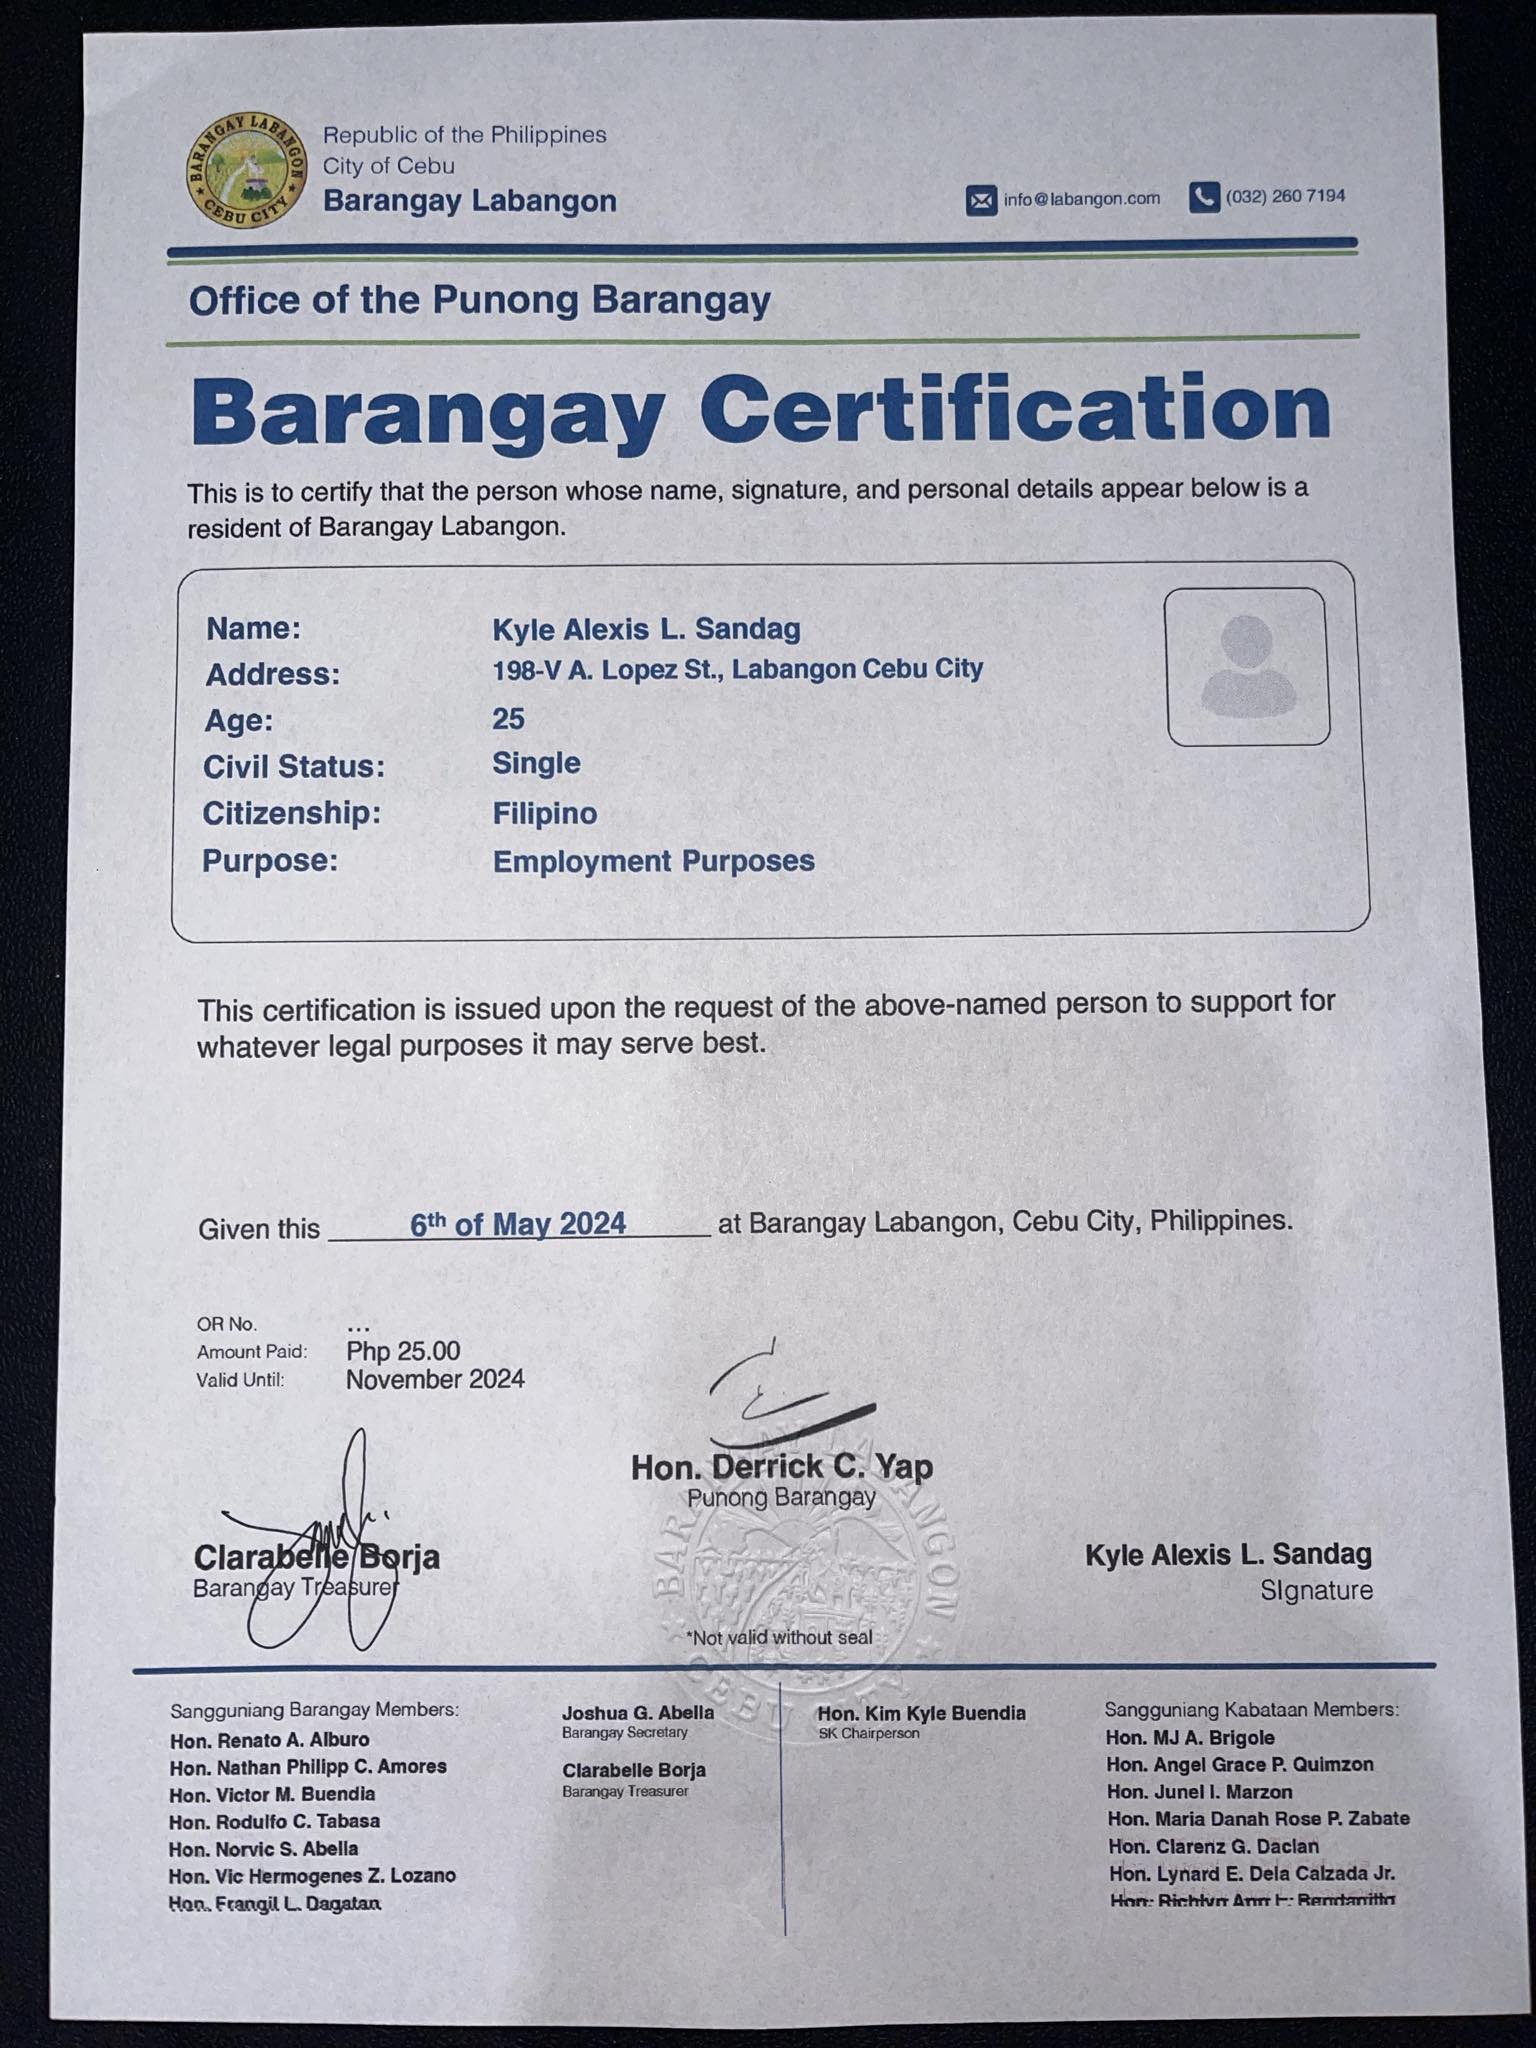 BARANGAY LABANGON
CEBU CITY
Republic of the Philippines
City of Cebu
Barangay Labangon
info@labangon.com
(032) 260 7194
Office of the Punong Barangay
Barangay Certification
This is to certify that the person whose name, signature, and personal details appear below is a
resident of Barangay Labangon.
Name: Kyle Alexis L. Sandag
Address: 198-V A. Lopez St., Labangon Cebu City
Age: 25
Civil Status: Single
Citizenship: Filipino
Purpose: Employment Purposes
This certification is issued upon the request of the above-named person to support for
whatever legal purposes it may serve best.
Given this 6th of May 2024 at Barangay Labangon, Cebu City, Philippines.
OR No. ...
Amount Paid: Php 25.00
Valid Until: November 2024
Hon. Derrick C. Yap
Punong Barangay
Clarabelle Borja
Barangay Treasurer
Kyle Alexis L. Sandag
SIgnature
BARANGAY LABANGON
CEBU CITY
*Not valid without seal
Sangguniang Barangay Members:
Hon. Renato A. Alburo
Hon. Nathan Philipp C. Amores
Hon. Victor M. Buendia
Hon. Rodulfo C. Tabasa
Hon. Norvic S. Abella
Hon. Vic Hermogenes Z. Lozano
Hon. Frangil L. Dagatan
Joshua G. Abella
Barangay Secretary
Clarabelle Borja
Barangay Treasurer
Hon. Kim Kyle Buendia
SK Chairperson
Sangguniang Kabataan Members:
Hon. MJ A. Brigole
Hon. Angel Grace P. Quimzon
Hon. Junel I. Marzon
Hon. Maria Danah Rose P. Zabate
Hon. Clarenz G. Daclan
Hon. Lynard E. Dela Calzada Jr.
Hon. Richlyn Ann